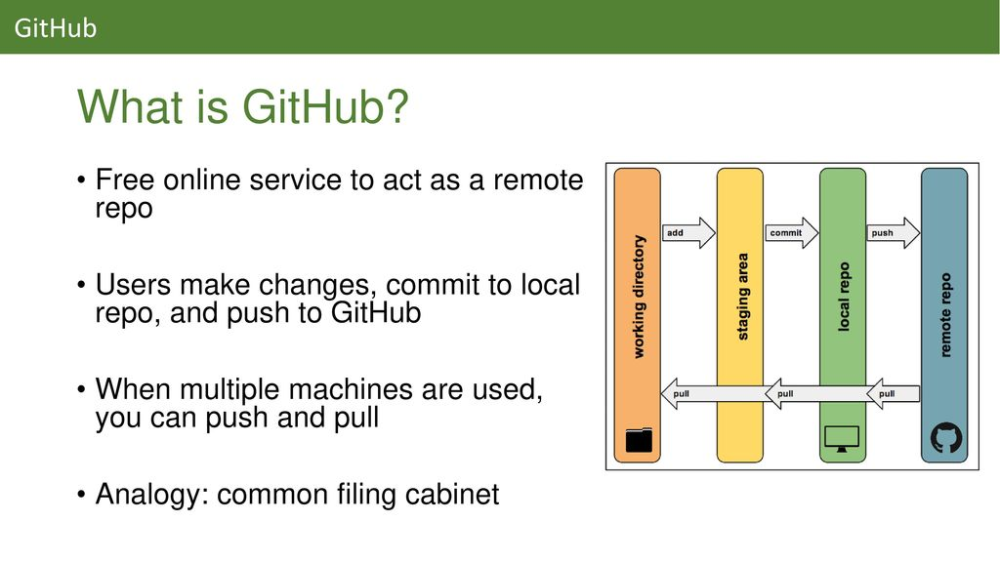 GitHub
What is GitHub?
• Free online service to act as a remote
repo
• Users make changes, commit to local
repo, and push to GitHub
• When multiple machines are used,
you can push and pull
• Analogy: common filing cabinet
working directory
add
staging area
commit
local repo
push
remote repo
pull
pull
pull